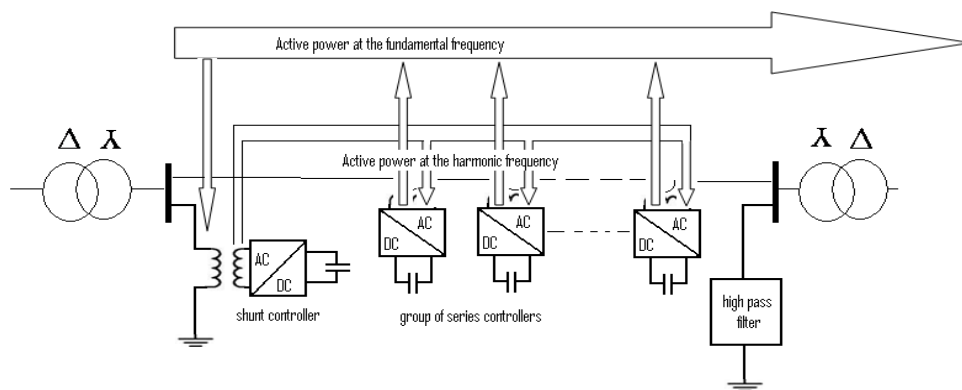 Active power at the fundamental frequency
Δ Y
Y Δ
Active power at the harmonic frequency
AC
DC
AC
DC
AC
DC
AC
DC
shunt controller
group of series controllers
high pass
filter